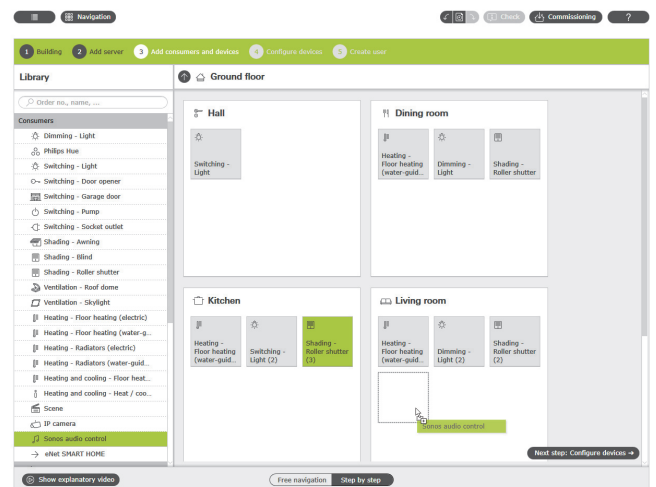 Navigation
Check
Commissioning
?
1 Building 2 Add server 3 Add consumers and devices 4 Configure devices 5 Create user
Library
Ground floor
Order no., name, ....
Consumers
Dimming - Light
Philips Hue
Switching - Light
Switching - Door opener
Switching - Garage door
Switching - Pump
Switching - Socket outlet
Shading - Awning
Shading - Blind
Shading - Roller shutter
Ventilation - Roof dome
Ventilation - Skylight
Heating - Floor heating (electric)
Heating - Floor heating (water-g...
Heating - Radiators (electric)
Heating - Radiators (water-guid...
Heating and cooling - Floor heat...
Heating and cooling - Heat / coo...
Scene
IP camera
Sonos audio control
eNet SMART HOME
Hall
Switching -
Light
Dining room
Heating -
Floor heating
(water-guid...
Dimming -
Light
Shading -
Roller shutter
Kitchen
Heating -
Floor heating
(water-guid...
Switching -
Light (2)
Shading -
Roller shutter
(3)
Living room
Heating -
Floor heating
(water-guid...
Dimming -
Light (2)
Shading -
Roller shutter
(2)
Sonos audio control
Next step: Configure devices
Show explanatory video
Free navigation
Step by step